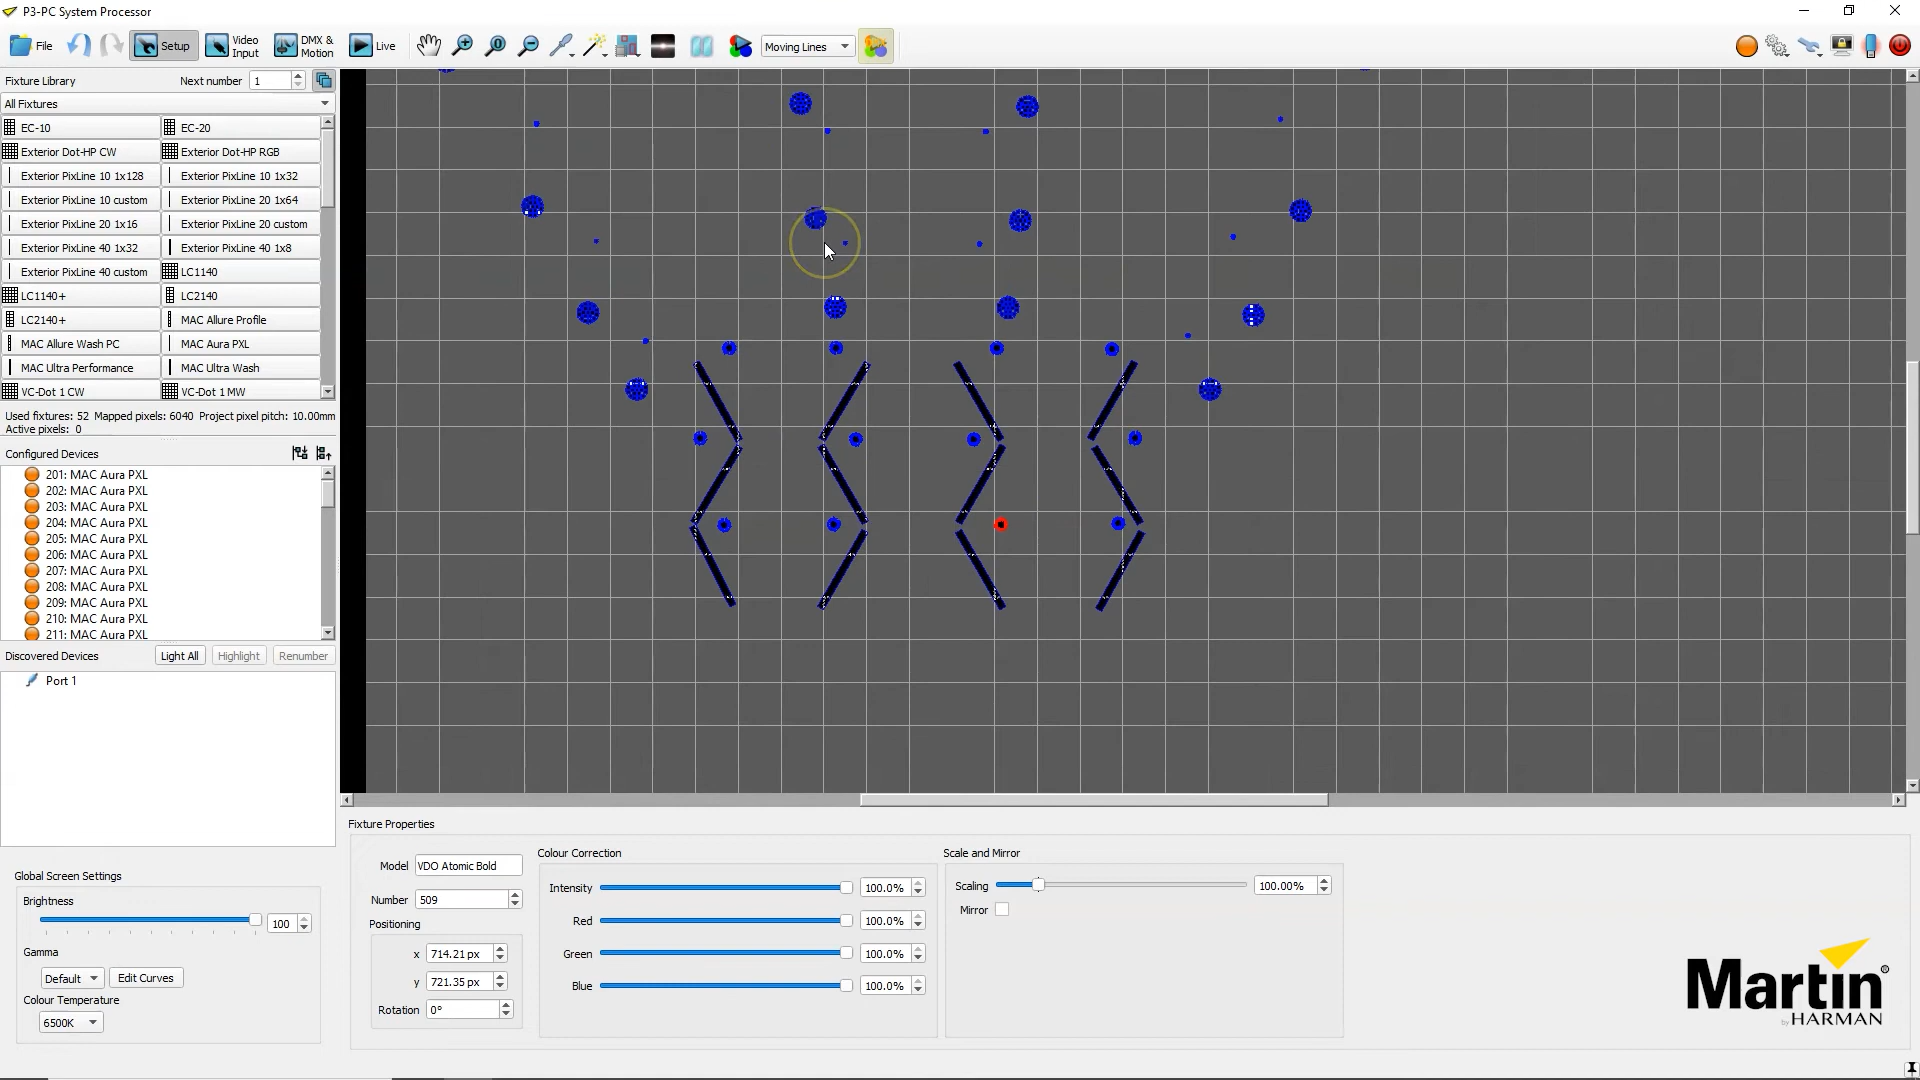 P3-PC System Processor
File
Setup
Video Input
DMX & Motion
Live
Moving Lines
Fixture Library
Next number 1
All Fixtures
EC-10 EC-20
Exterior Dot-HP CW Exterior Dot-HP RGB
Exterior PixLine 10 1x128 Exterior PixLine 10 1x32
Exterior PixLine 10 custom Exterior PixLine 20 1x64
Exterior PixLine 20 1x16 Exterior PixLine 20 custom
Exterior PixLine 40 1x32 Exterior PixLine 40 1x8
Exterior PixLine 40 custom LC1140
LC1140+ LC2140
LC2140+ MAC Allure Profile
MAC Allure Wash PC MAC Aura PXL
MAC Ultra Performance MAC Ultra Wash
VC-Dot 1 CW VC-Dot 1 MW
Used fixtures: 52 Mapped pixels: 6040 Project pixel pitch: 10.00mm
Active pixels: 0
Configured Devices
201: MAC Aura PXL
202: MAC Aura PXL
203: MAC Aura PXL
204: MAC Aura PXL
205: MAC Aura PXL
206: MAC Aura PXL
207: MAC Aura PXL
208: MAC Aura PXL
209: MAC Aura PXL
210: MAC Aura PXL
211: MAC Aura PXL
Discovered Devices Light All Highlight Renumber
Port 1
Global Screen Settings
Brightness
100
Gamma
Default Edit Curves
Colour Temperature
6500K
Fixture Properties
Model VDO Atomic Bold
Number 509
Positioning
x 714.21 px
y 721.35 px
Rotation 0°
Colour Correction
Intensity 100.0%
Red 100.0%
Green 100.0%
Blue 100.0%
Scale and Mirror
Scaling 100.00%
Mirror
Martin®
by HARMAN